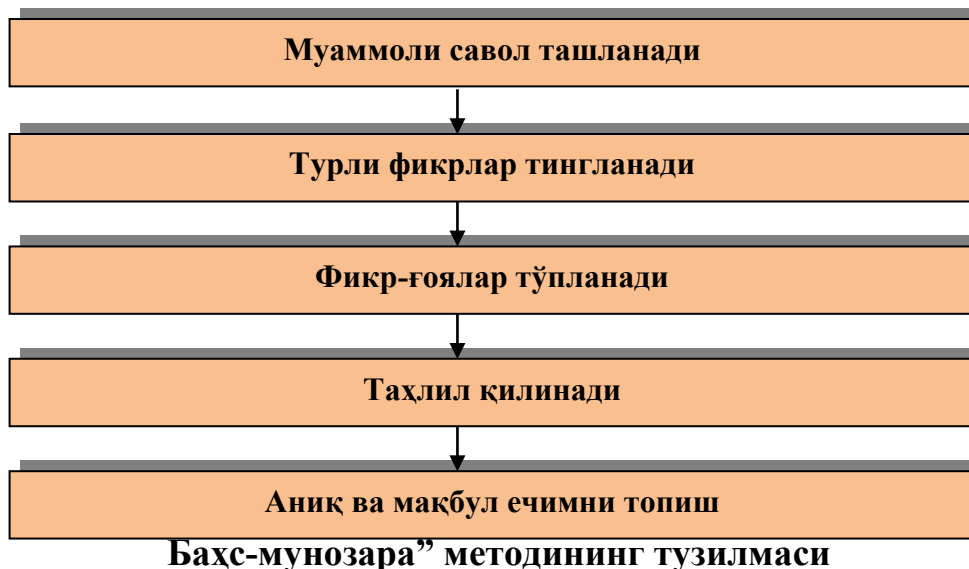 Муаммоли савол ташланади
Турли фикрлар тингланади
Фикр-ғоялар тўпланади
Таҳлил қилинади
Аниқ ва мақбул ечимни топиш
Баҳс-мунозара” методининг тузилмаси